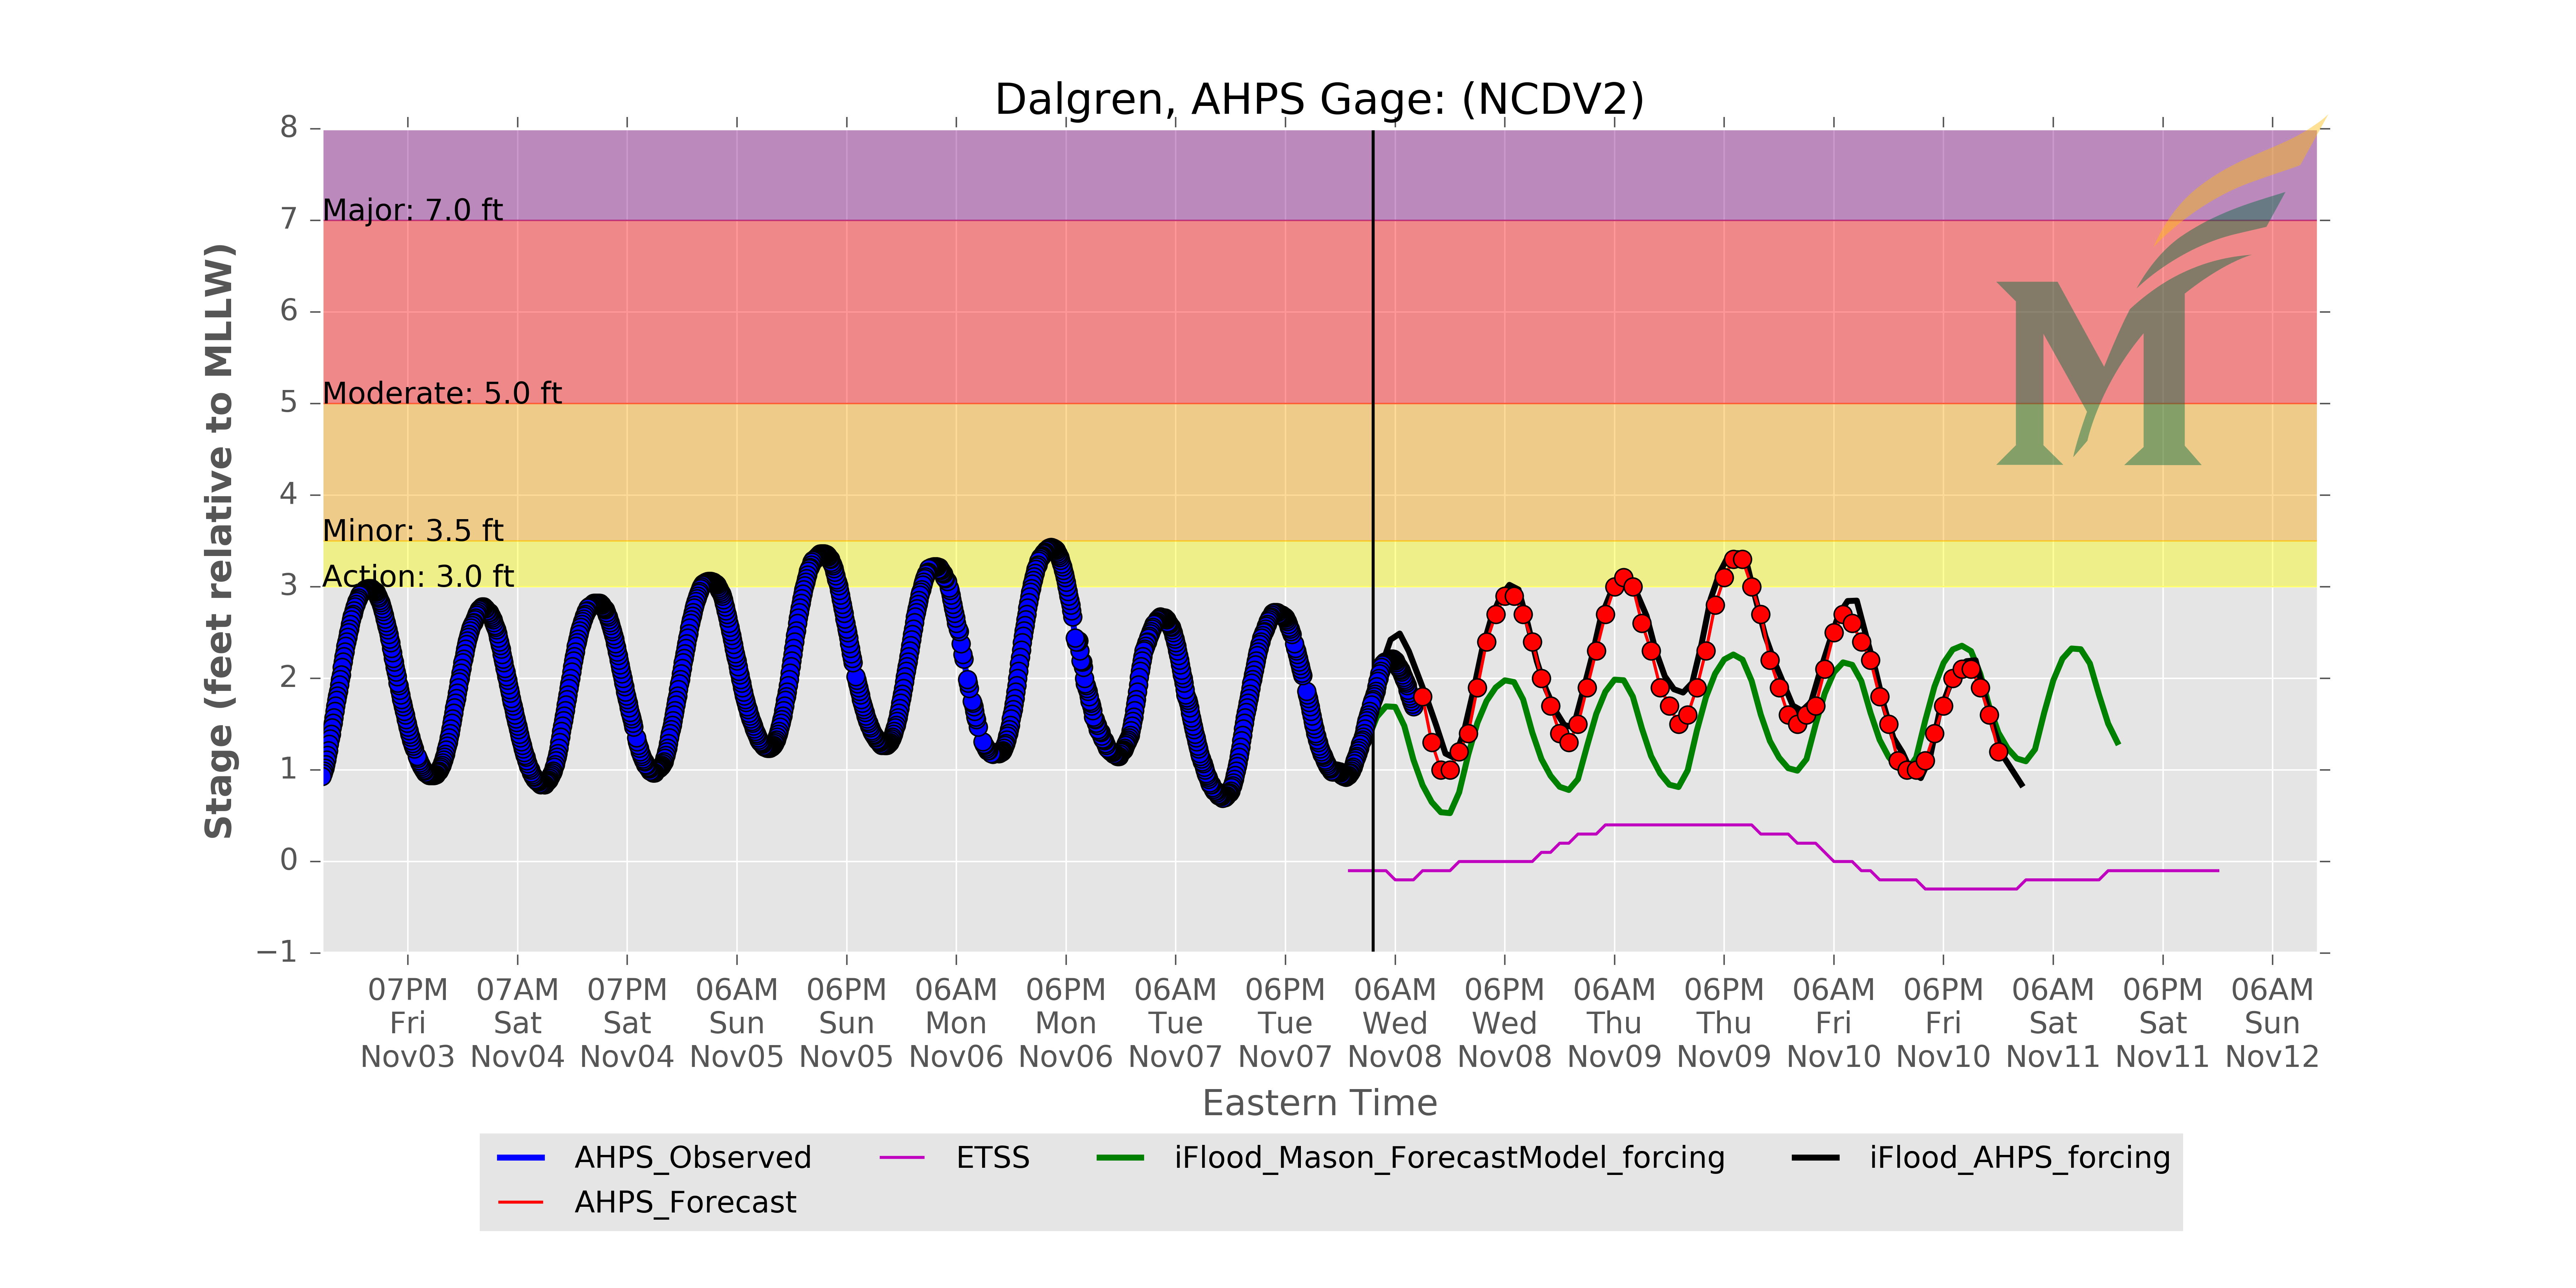 Dalgren, AHPS Gage: (NCDV2)
8
7
6
5
4
3
2
1
0
−1
Stage (feet relative to MLLW)
Major: 7.0 ft
Moderate: 5.0 ft
Minor: 3.5 ft
Action: 3.0 ft
M
07PM 07AM 07PM 06AM 06PM 06AM 06PM 06AM 06PM 06AM 06PM 06AM 06PM 06AM 06PM 06AM 06PM 06AM
Fri Sat Sat Sun Sun Mon Mon Tue Tue Wed Wed Thu Thu Fri Fri Sat Sat Sun
Nov03 Nov04 Nov04 Nov05 Nov05 Nov06 Nov06 Nov07 Nov07 Nov08 Nov08 Nov09 Nov09 Nov10 Nov10 Nov11 Nov11 Nov12
Eastern Time
AHPS_Observed ETSS iFlood_Mason_ForecastModel_forcing iFlood_AHPS_forcing
AHPS_Forecast